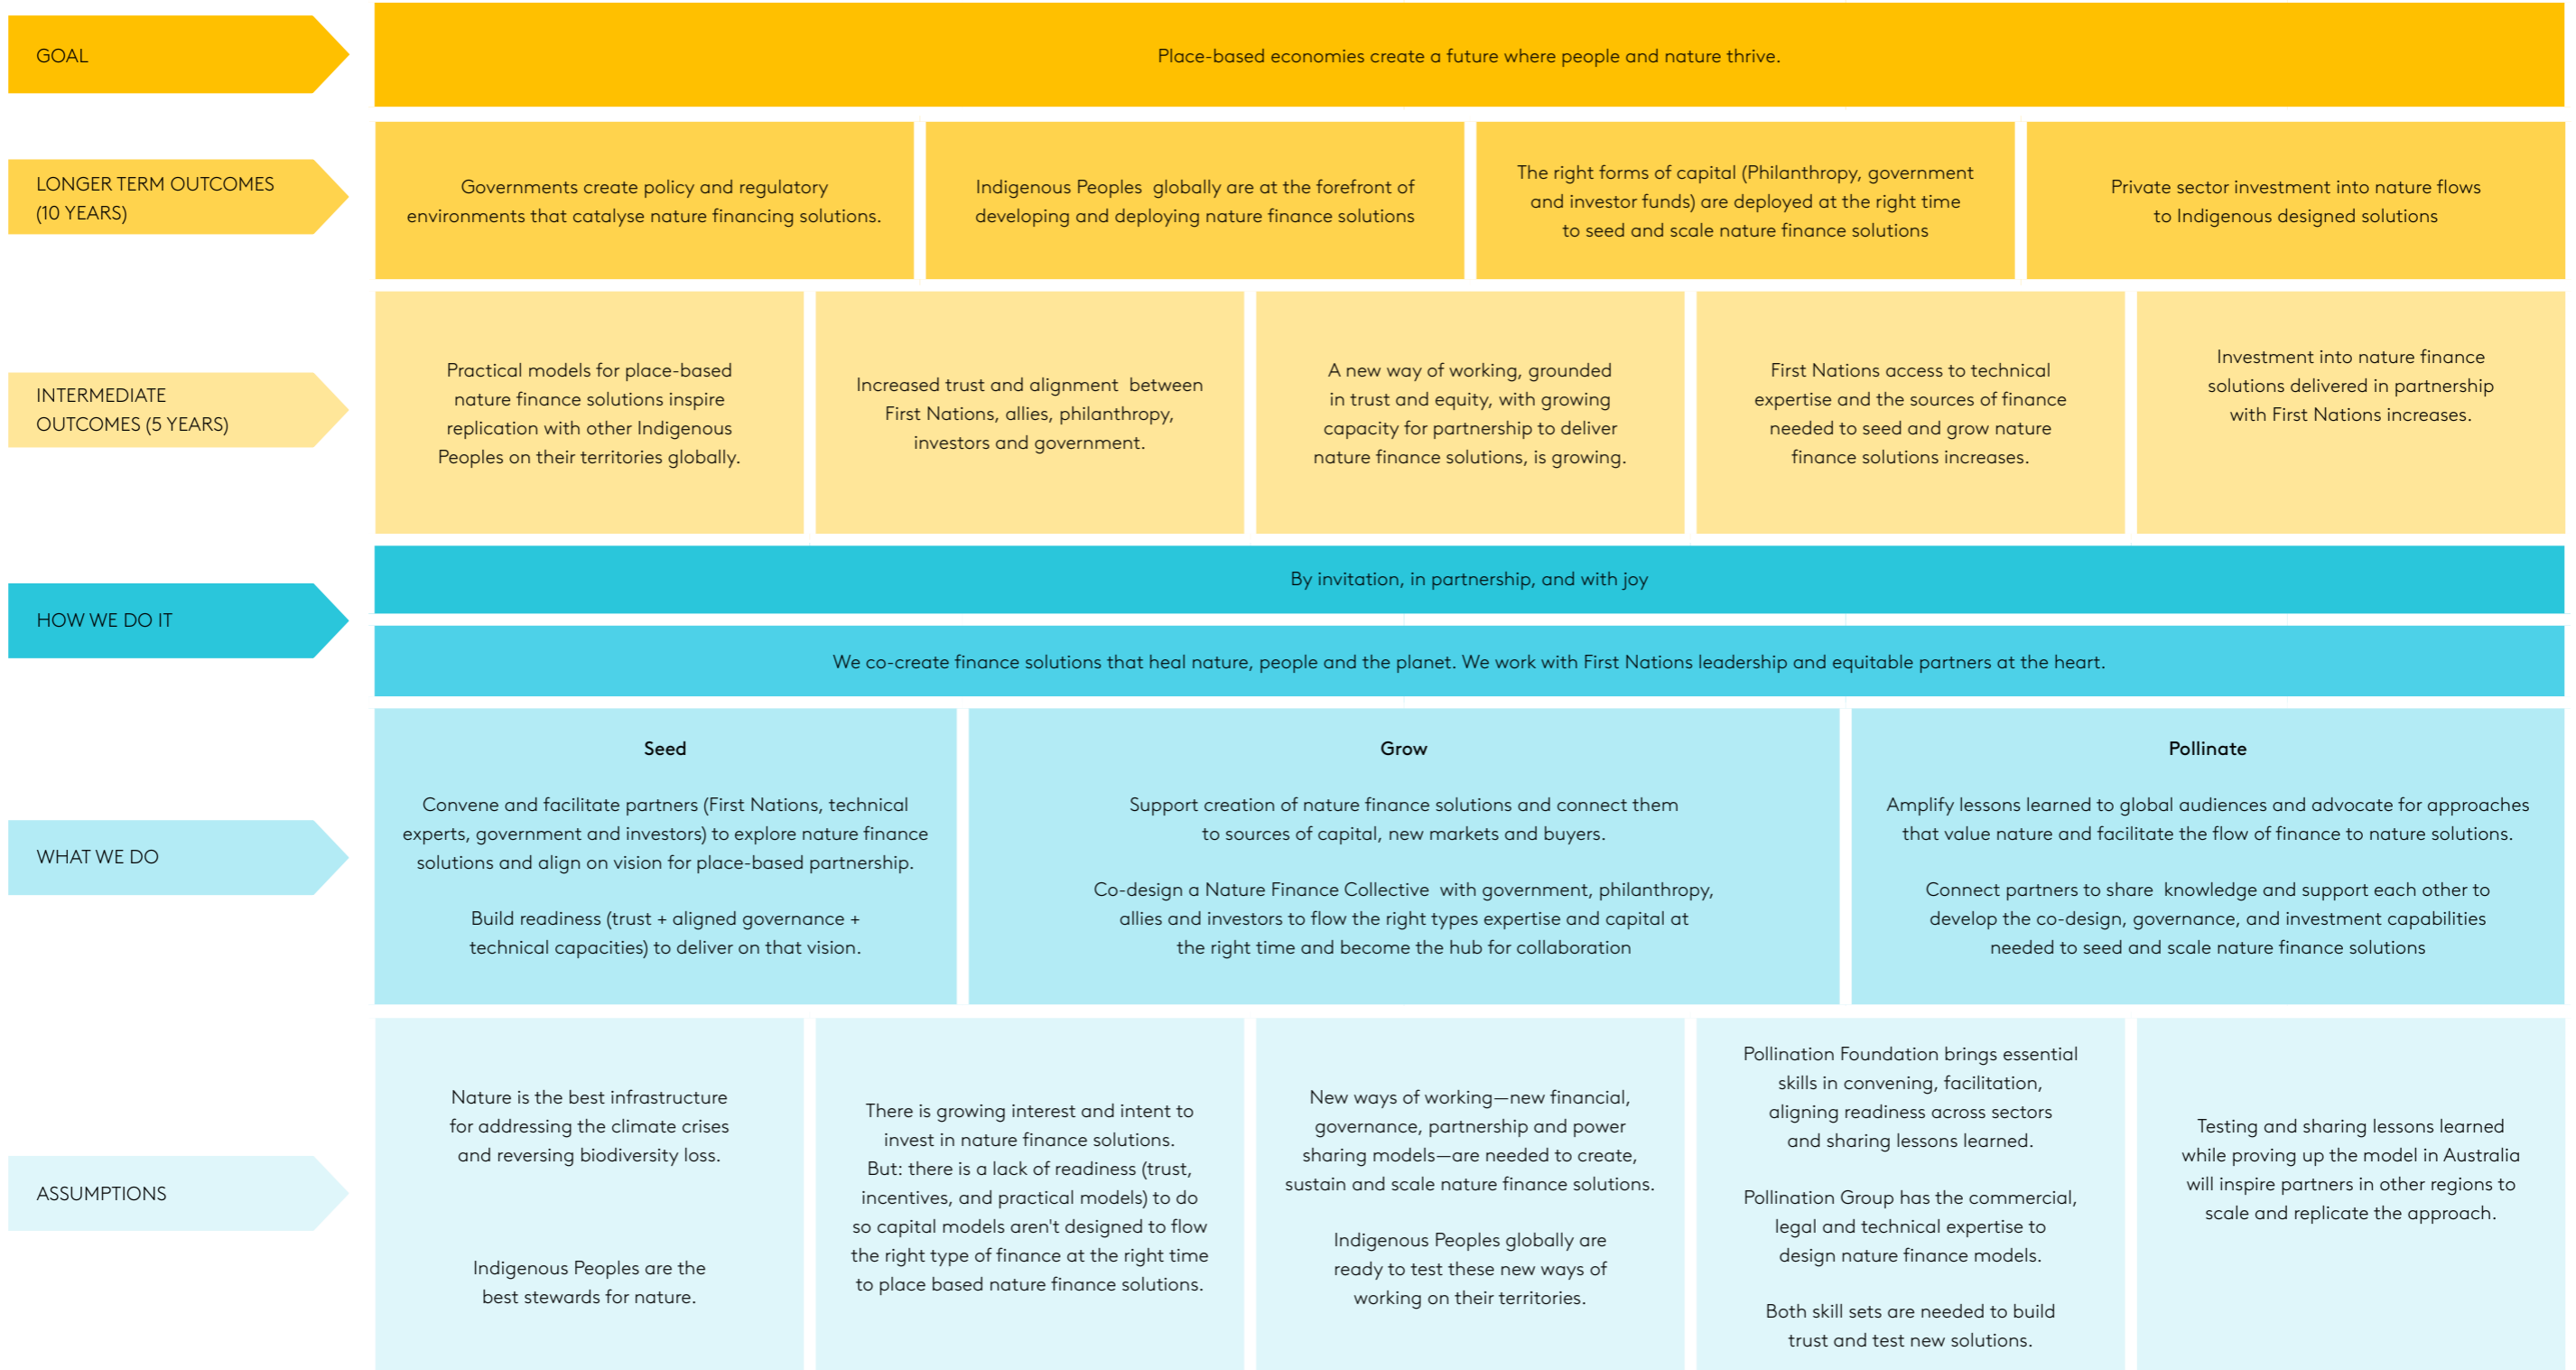 GOAL
Place-based economies create a future where people and nature thrive.
LONGER TERM OUTCOMES
(10 YEARS)
Governments create policy and regulatory
environments that catalyse nature financing solutions.
Indigenous Peoples globally are at the forefront of
developing and deploying nature finance solutions
The right forms of capital (Philanthropy, government
and investor funds) are deployed at the right time
to seed and scale nature finance solutions
Private sector investment into nature flows
to Indigenous designed solutions
INTERMEDIATE
OUTCOMES (5 YEARS)
Practical models for place-based
nature finance solutions inspire
replication with other Indigenous
Peoples on their territories globally.
Increased trust and alignment between
First Nations, allies, philanthropy,
investors and government.
A new way of working, grounded
in trust and equity, with growing
capacity for partnership to deliver
nature finance solutions, is growing.
First Nations access to technical
expertise and the sources of finance
needed to seed and grow nature
finance solutions increases.
Investment into nature finance
solutions delivered in partnership
with First Nations increases.
HOW WE DO IT
By invitation, in partnership, and with joy
We co-create finance solutions that heal nature, people and the planet. We work with First Nations leadership and equitable partners at the heart.
WHAT WE DO
Seed
Convene and facilitate partners (First Nations, technical
experts, government and investors) to explore nature finance
solutions and align on vision for place-based partnership.
Build readiness (trust + aligned governance +
technical capacities) to deliver on that vision.
Grow
Support creation of nature finance solutions and connect them
to sources of capital, new markets and buyers.
Co-design a Nature Finance Collective with government, philanthropy,
allies and investors to flow the right types expertise and capital at
the right time and become the hub for collaboration
Pollinate
Amplify lessons learned to global audiences and advocate for approaches
that value nature and facilitate the flow of finance to nature solutions.
Connect partners to share knowledge and support each other to
develop the co-design, governance, and investment capabilities
needed to seed and scale nature finance solutions
ASSUMPTIONS
Nature is the best infrastructure
for addressing the climate crises
and reversing biodiversity loss.
Indigenous Peoples are the
best stewards for nature.
There is growing interest and intent to
invest in nature finance solutions.
But: there is a lack of readiness (trust,
incentives, and practical models) to do
so capital models aren't designed to flow
the right type of finance at the right time
to place based nature finance solutions.
New ways of working—new financial,
governance, partnership and power
sharing models—are needed to create,
sustain and scale nature finance solutions.
Indigenous Peoples globally are
ready to test these new ways of
working on their territories.
Pollination Foundation brings essential
skills in convening, facilitation,
aligning readiness across sectors
and sharing lessons learned.
Pollination Group has the commercial,
legal and technical expertise to
design nature finance models.
Both skill sets are needed to build
trust and test new solutions.
Testing and sharing lessons learned
while proving up the model in Australia
will inspire partners in other regions to
scale and replicate the approach.